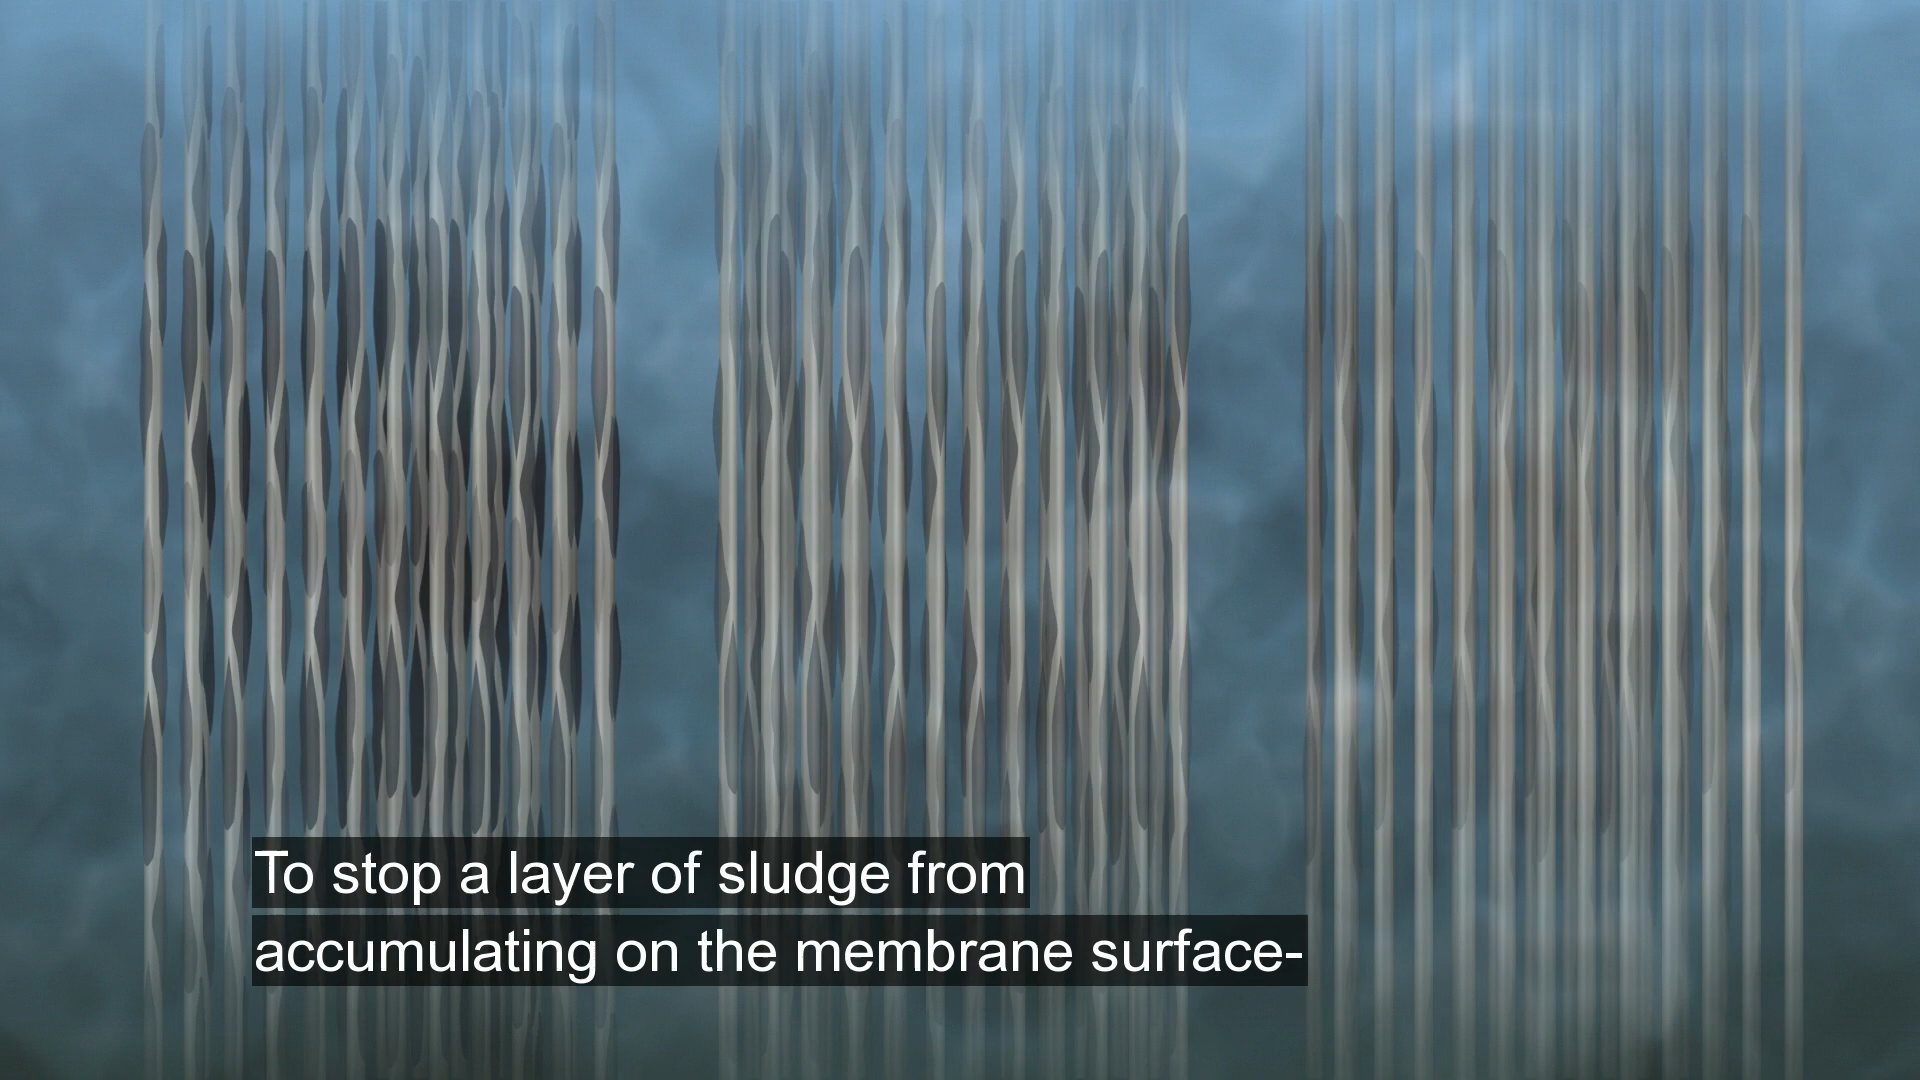 To stop a layer of sludge from
accumulating on the membrane surface-